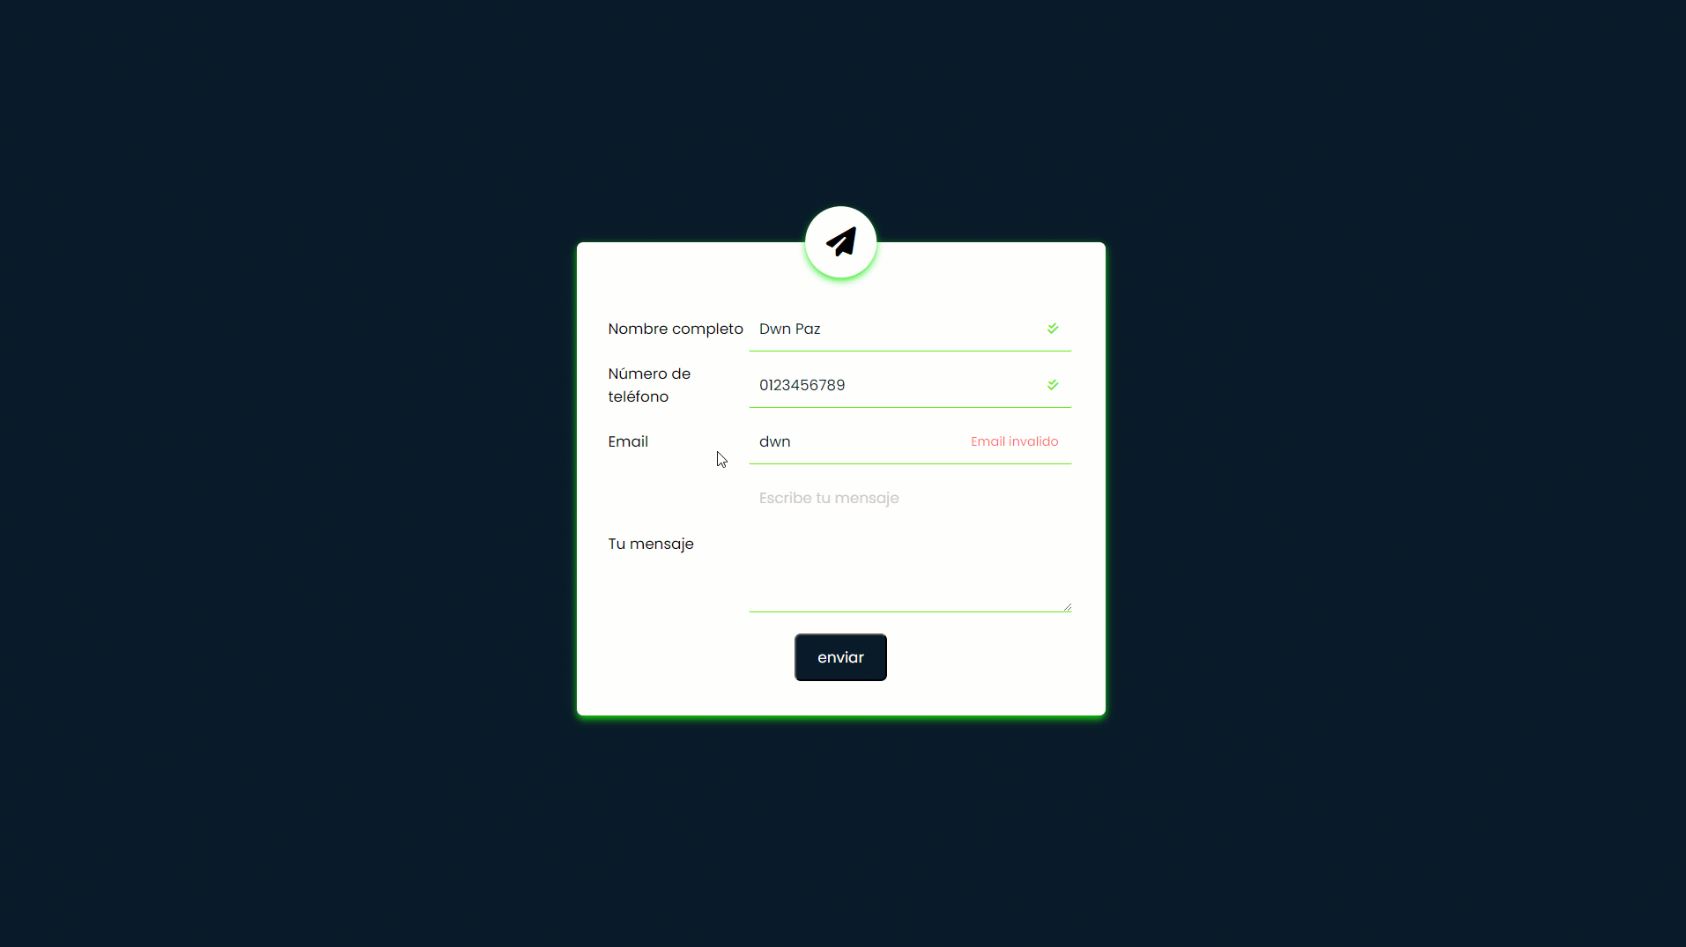 Nombre completo Dwn Paz
Número de
teléfono
0123456789
Email dwn Email invalido
Escribe tu mensaje
Tu mensaje
enviar